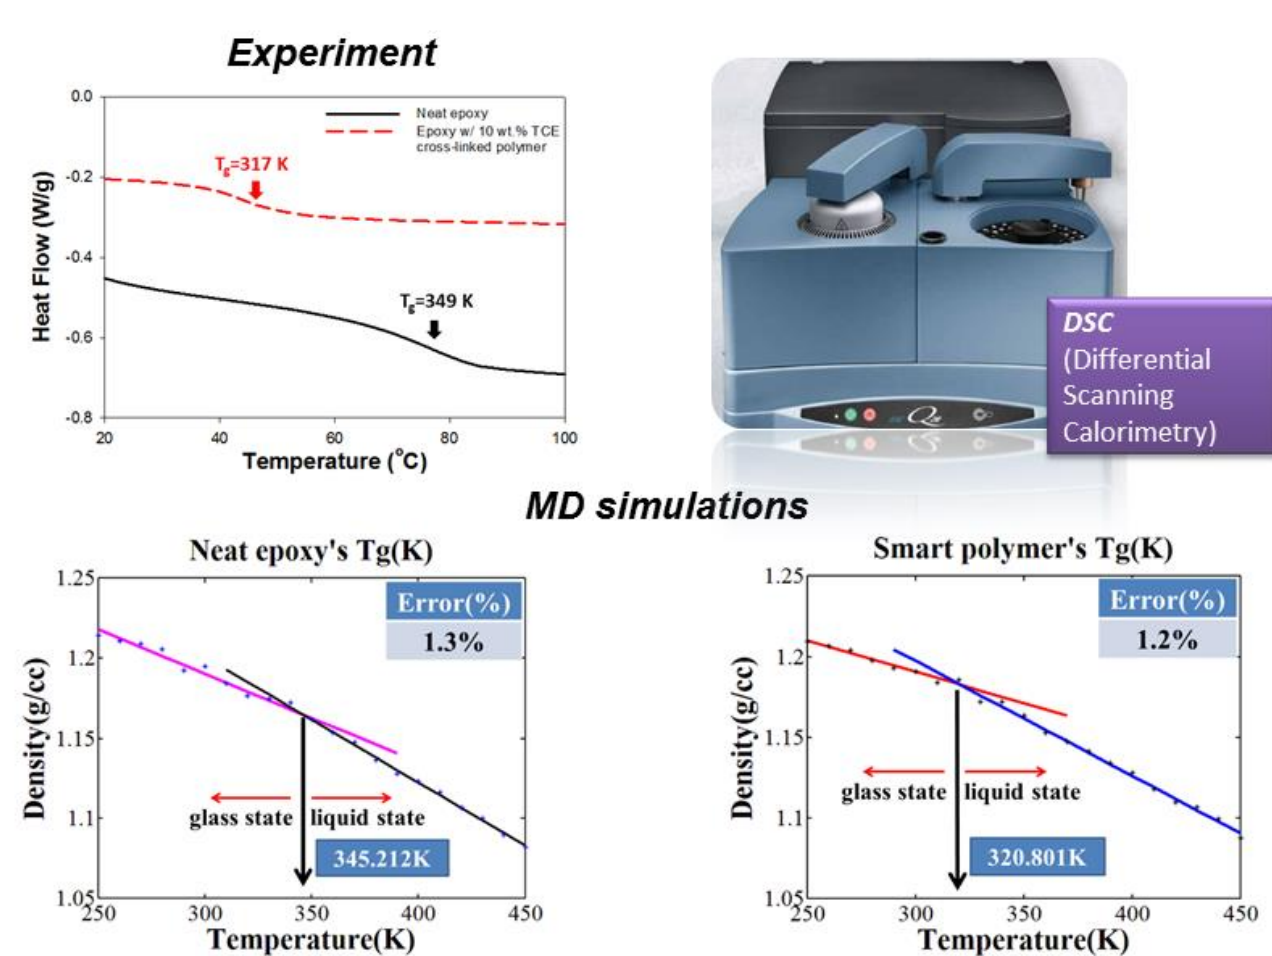 Experiment
0.0
-0.2
-0.4
-0.6
-0.8
Heat Flow (W/g)
Neat epoxy
Epoxy w/ 10 wt.% TCE
cross-linked polymer
Tg=317 K
Tg=349 K
20 40 60 80 100
Temperature (°C)
Q
DSC
(Differential
Scanning
Calorimetry)
MD simulations
Neat epoxy's Tg(K)
1.25
1.2
1.15
1.1
1.05
Density(g/cc)
Error(%)
1.3%
glass state liquid state
345.212K
250 300 350 400 450
Temperature(K)
Smart polymer's Tg(K)
1.25
1.2
1.15
1.1
1.05
Density(g/cc)
Error(%)
1.2%
glass state liquid state
320.801K
250 300 350 400 450
Temperature(K)